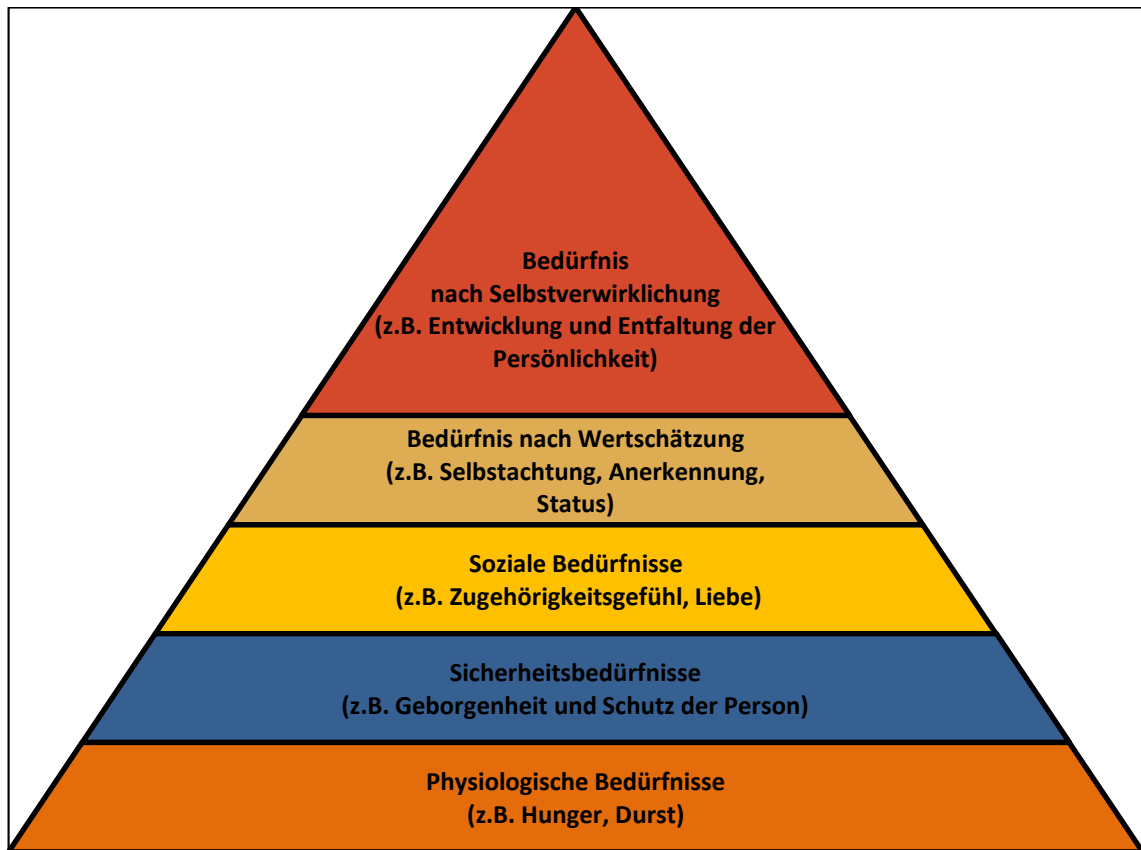 Bedürfnis
nach Selbstverwirklichung
(z.B. Entwicklung und Entfaltung der
Persönlichkeit)
Bedürfnis nach Wertschätzung
(z.B. Selbstachtung, Anerkennung,
Status)
Soziale Bedürfnisse
(z.B. Zugehörigkeitsgefühl, Liebe)
Sicherheitsbedürfnisse
(z.B. Geborgenheit und Schutz der Person)
Physiologische Bedürfnisse
(z.B. Hunger, Durst)